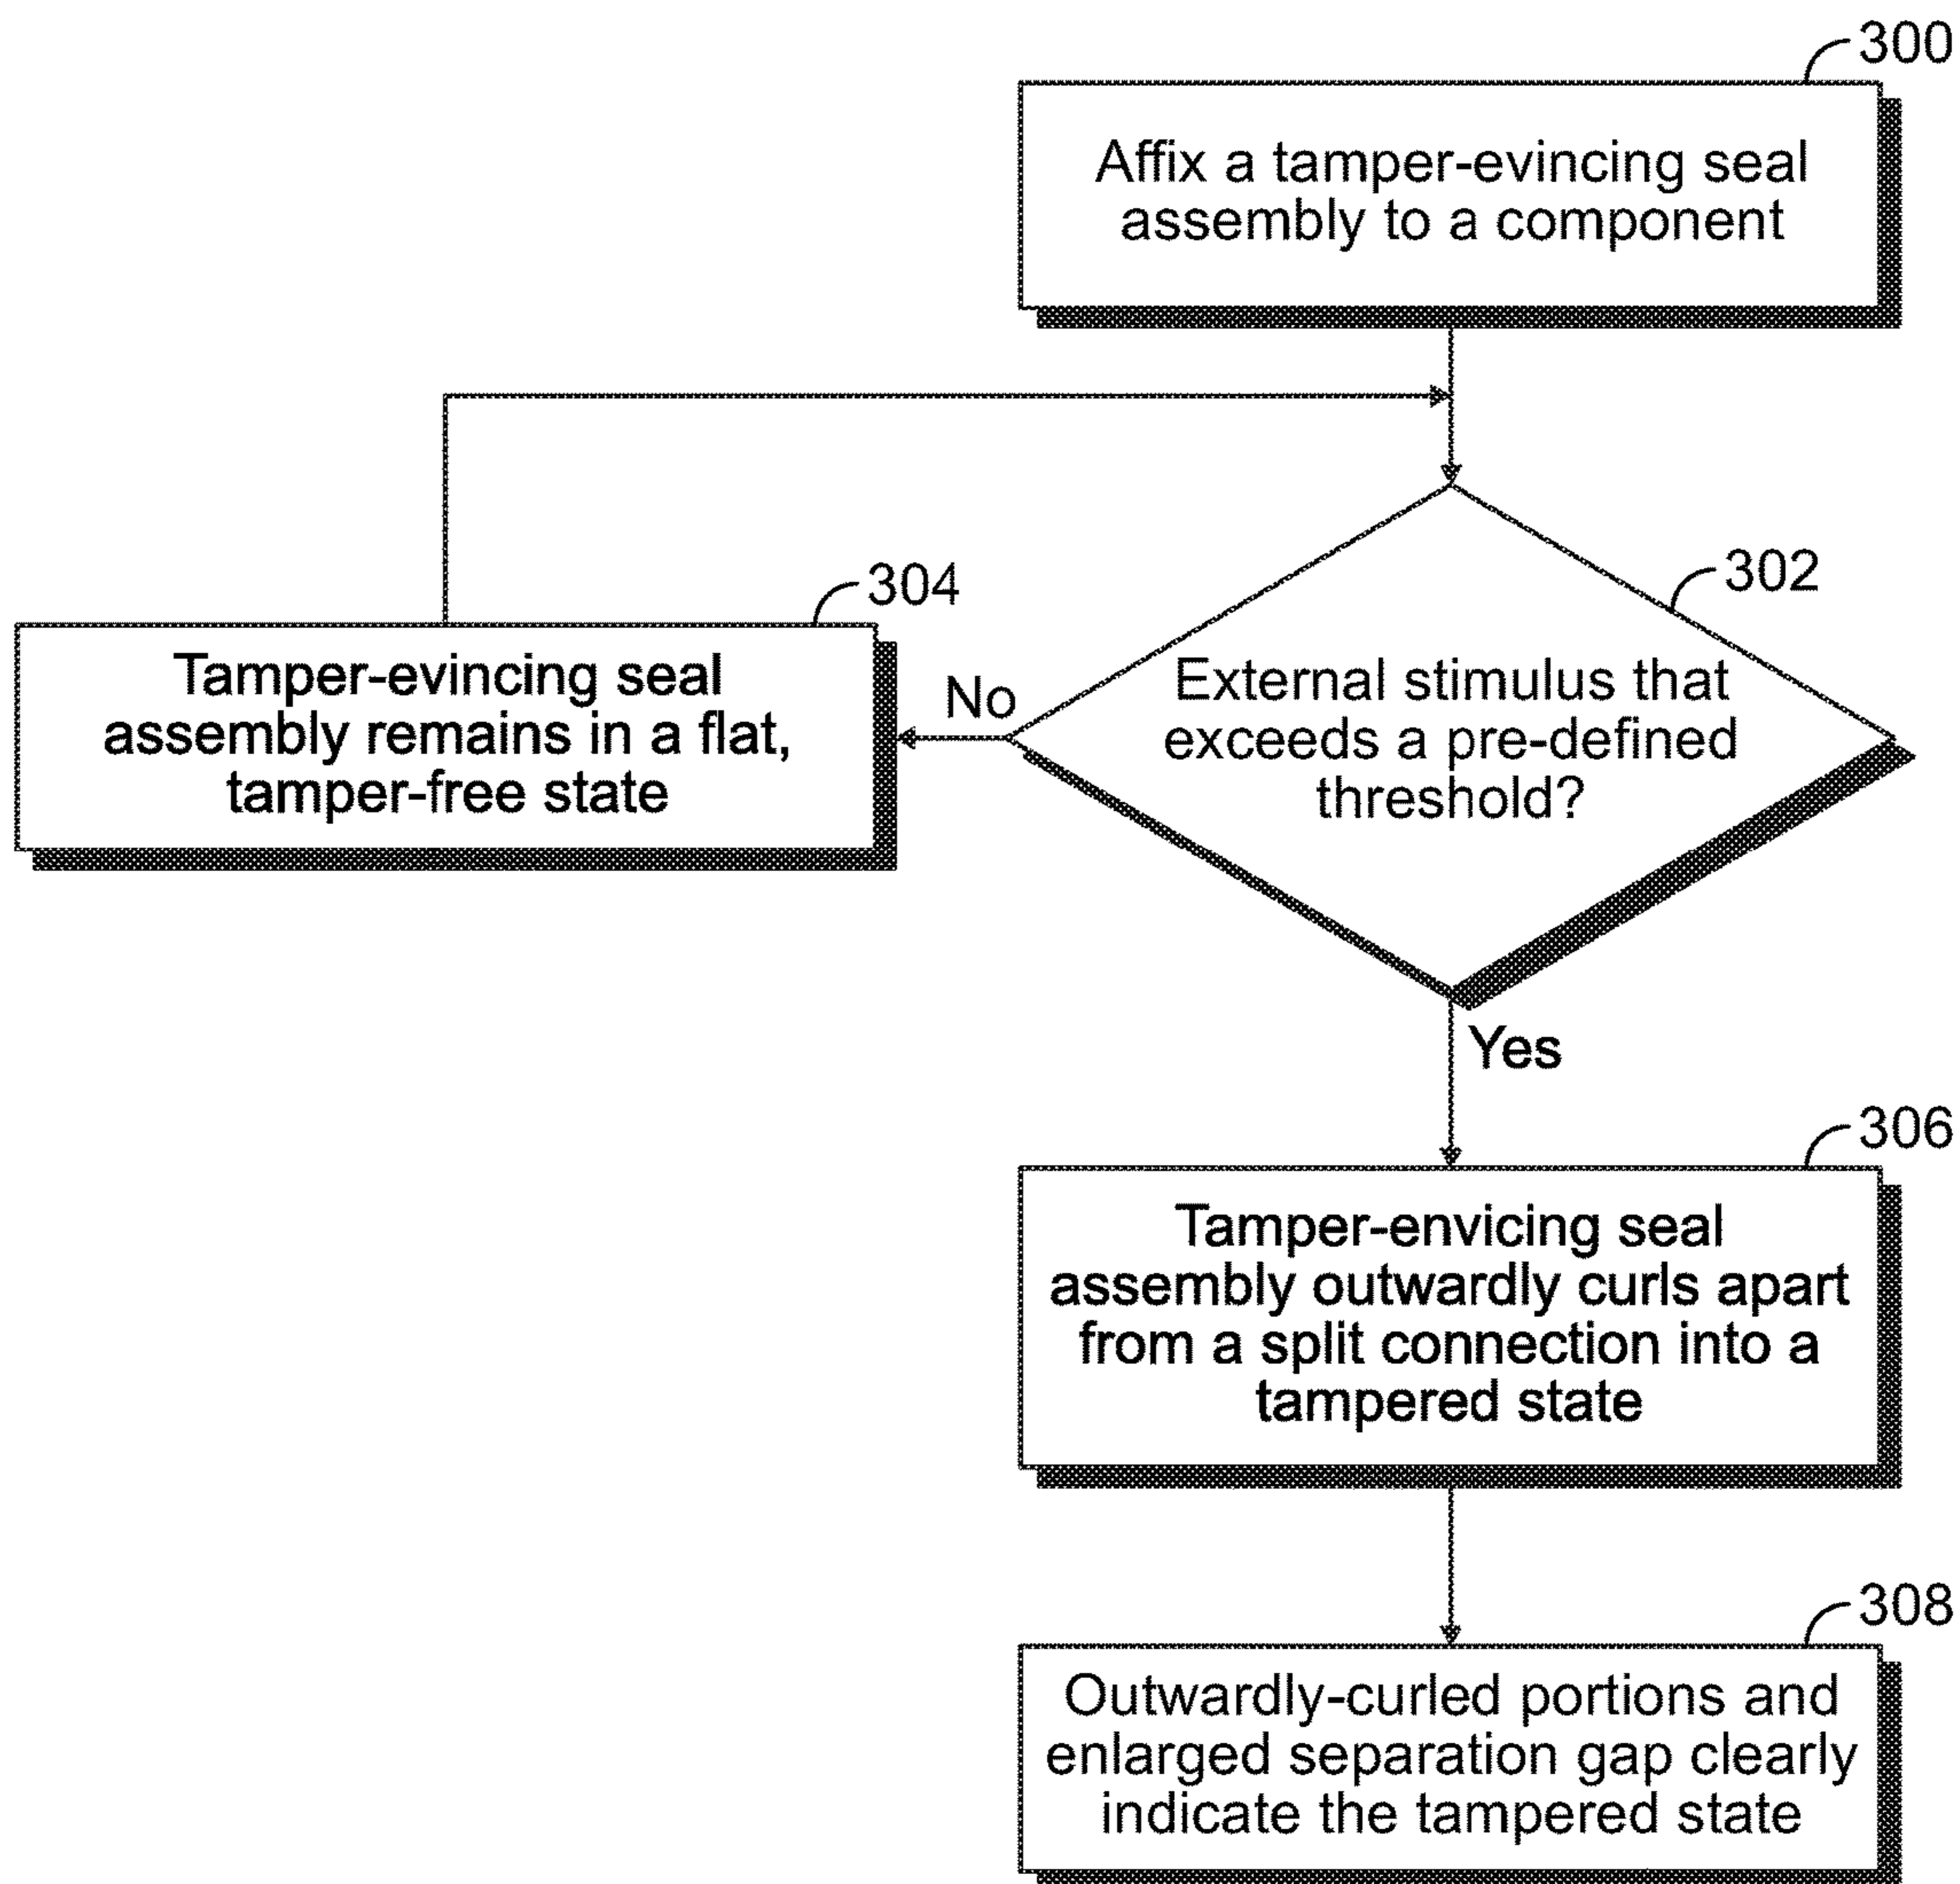 300
Affix a tamper-evincing seal
assembly to a component
302
External stimulus that
exceeds a pre-defined
threshold?
No
304
Tamper-evincing seal
assembly remains in a flat,
tamper-free state
Yes
306
Tamper-envicing seal
assembly outwardly curls apart
from a split connection into a
tampered state
308
Outwardly-curled portions and
enlarged separation gap clearly
indicate the tampered state